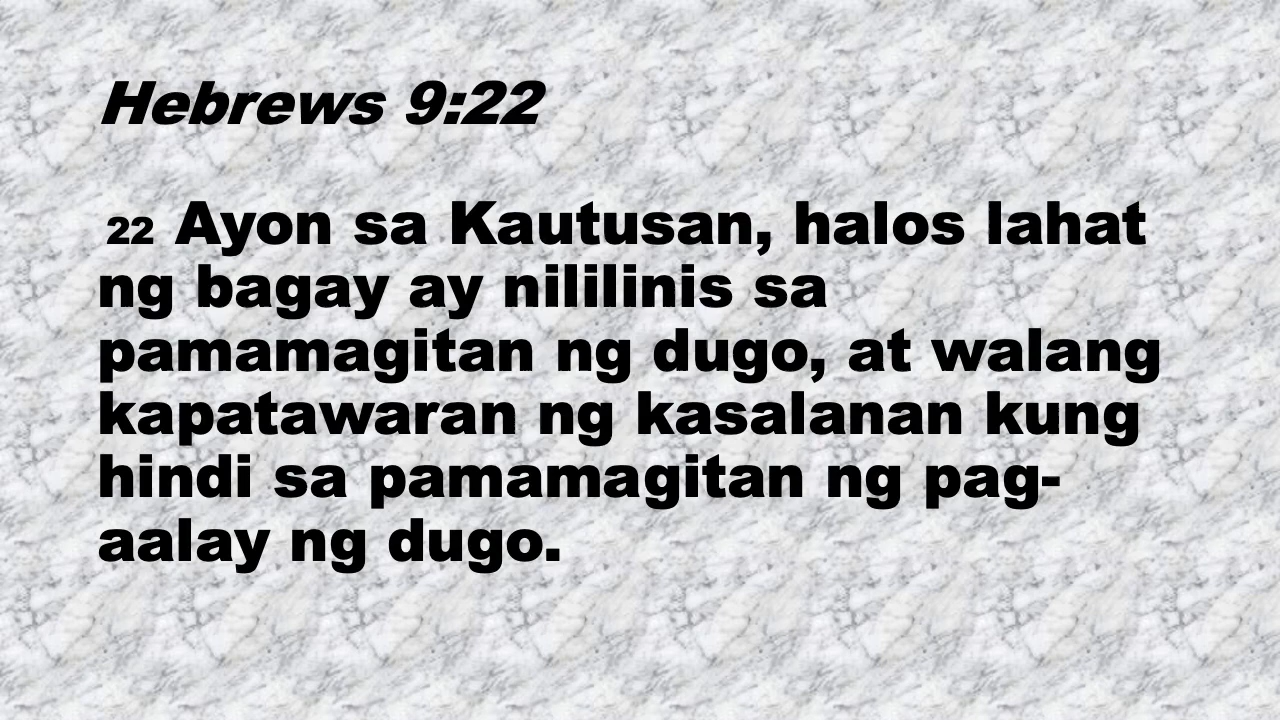 Hebrews 9:22
22 Ayon sa Kautusan, halos lahat
ng bagay ay nililinis sa
pamamagitan ng dugo, at walang
kapatawaran ng kasalanan kung
hindi sa pamamagitan ng pag-
aalay ng dugo.